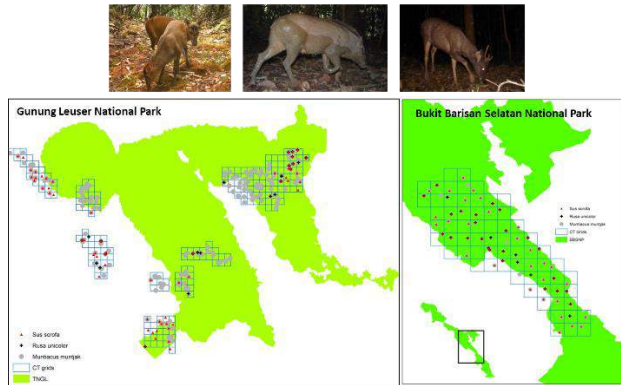 Gunung Leuser National Park
Sus scrofa
Rusa unicolor
Muntiacus muntjak
CT grids
TNGL
Bukit Barisan Selatan National Park
Sus scrofa
Rusa unicolor
Muntiacus muntjac
CT Grids
BBSNP